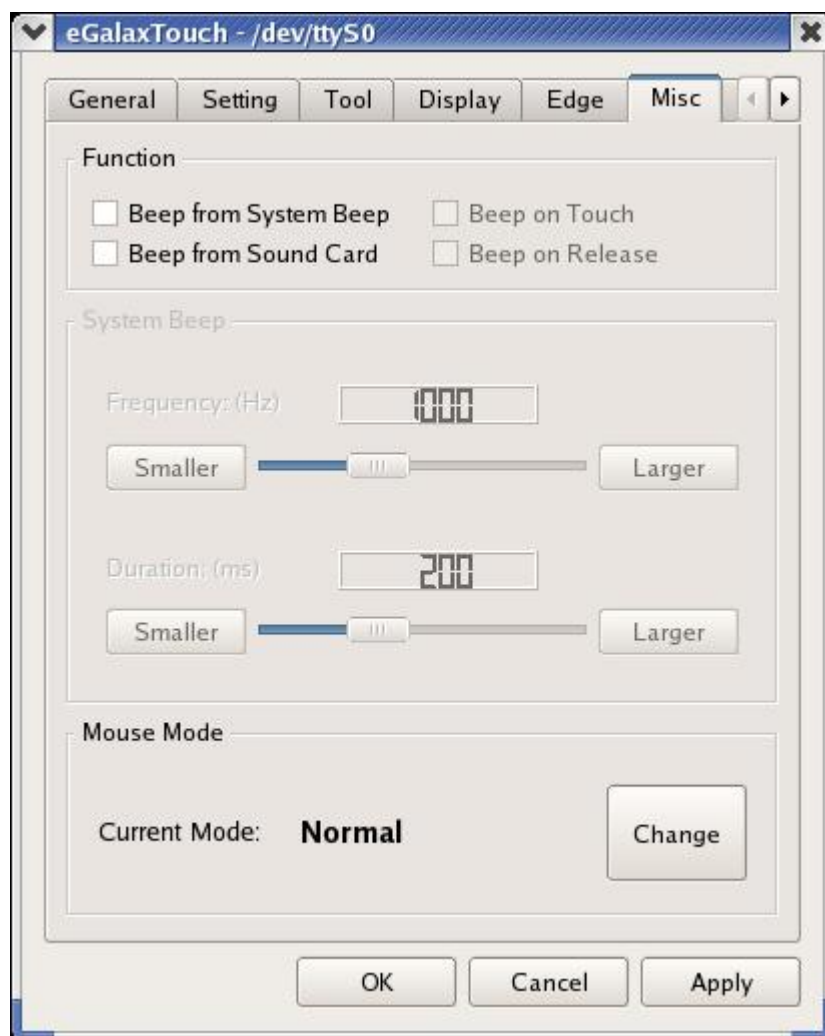 eGalaxTouch - /dev/ttyS0
General Setting Tool Display Edge Misc
Function
Beep from System Beep Beep on Touch
Beep from Sound Card Beep on Release
System Beep
Frequency: (Hz) 1000
Smaller Larger
Duration: (ms) 200
Smaller Larger
Mouse Mode
Current Mode: Normal Change
OK Cancel Apply